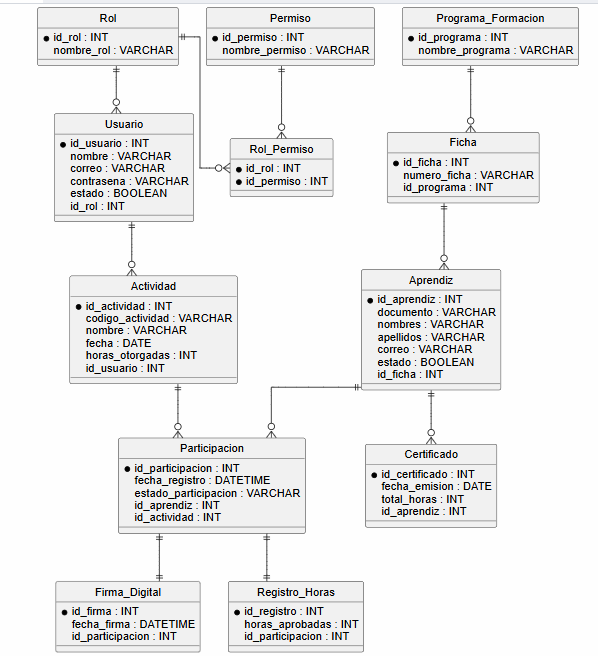 Rol
id_rol : INT
nombre_rol : VARCHAR
Permiso
id_permiso : INT
nombre_permiso : VARCHAR
Programa_Formacion
id_programa : INT
nombre_programa : VARCHAR
Usuario
id_usuario : INT
nombre : VARCHAR
correo : VARCHAR
contrasena : VARCHAR
estado : BOOLEAN
id_rol : INT
Rol_Permiso
id_rol : INT
id_permiso : INT
Ficha
id_ficha : INT
numero_ficha : VARCHAR
id_programa : INT
Actividad
id_actividad : INT
codigo_actividad : VARCHAR
nombre : VARCHAR
fecha : DATE
horas_otorgadas : INT
id_usuario : INT
Aprendiz
id_aprendiz : INT
documento : VARCHAR
nombres : VARCHAR
apellidos : VARCHAR
correo : VARCHAR
estado : BOOLEAN
id_ficha : INT
Participacion
id_participacion : INT
fecha_registro : DATETIME
estado_participacion : VARCHAR
id_aprendiz : INT
id_actividad : INT
Certificado
id_certificado : INT
fecha_emision : DATE
total_horas : INT
id_aprendiz : INT
Firma_Digital
id_firma : INT
fecha_firma : DATETIME
id_participacion : INT
Registro_Horas
id_registro : INT
horas_aprobadas : INT
id_participacion : INT